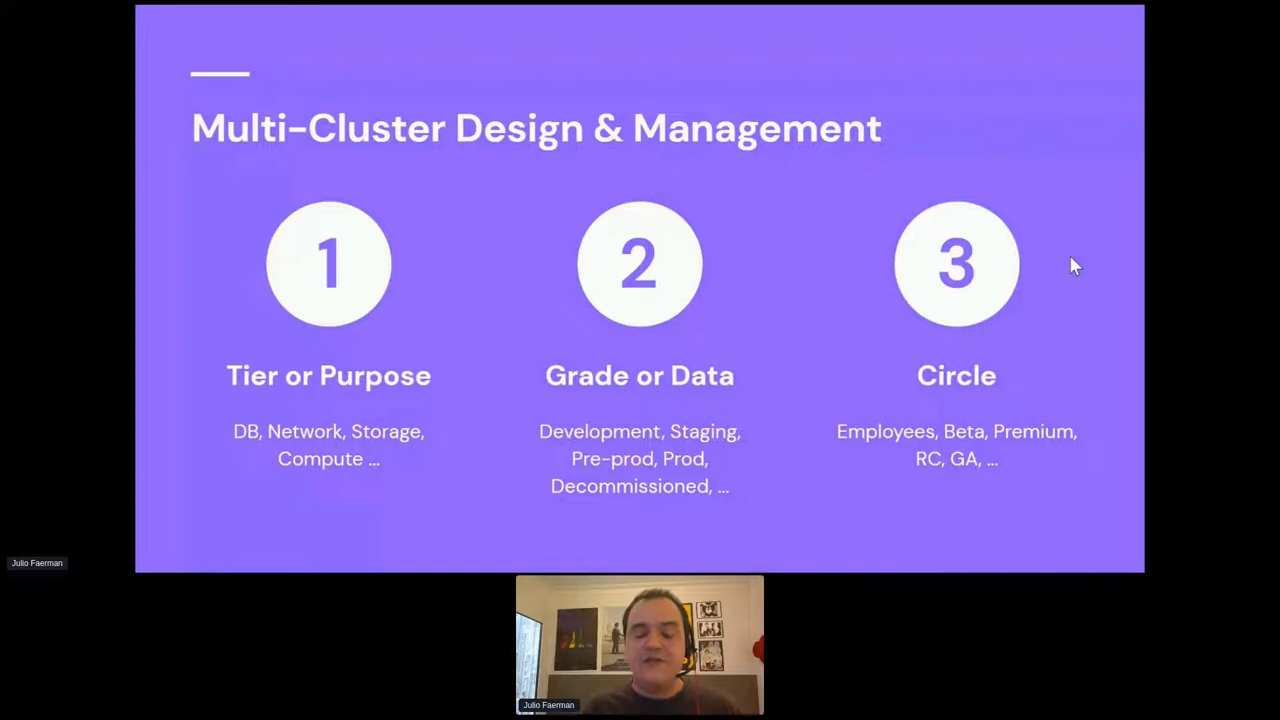 Multi-Cluster Design & Management
1
2
3
Tier or Purpose
Grade or Data
Circle
DB, Network, Storage,
Compute ...
Development, Staging,
Pre-prod, Prod,
Decommissioned, ...
Employees, Beta, Premium,
RC, GA, ...
Julio Faerman
Julio Faerman